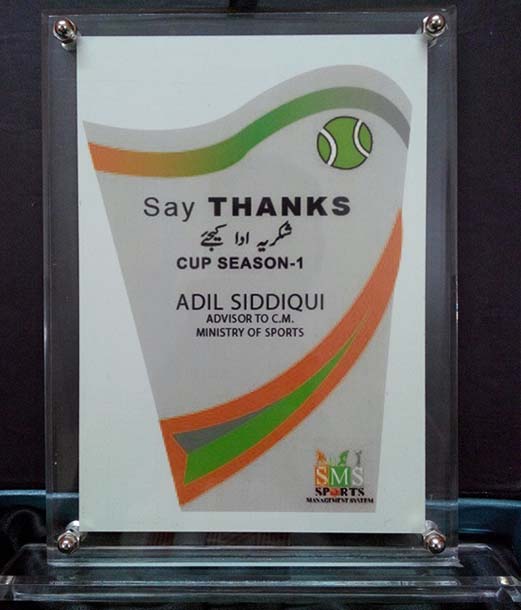 Say THANKS
شکریہ ادا کیجئے
CUP SEASON-1
ADIL SIDDIQUI
ADVISOR TO C.M.
MINISTRY OF SPORTS
SMS
SPORTS
MANAGEMENT SYSTEM